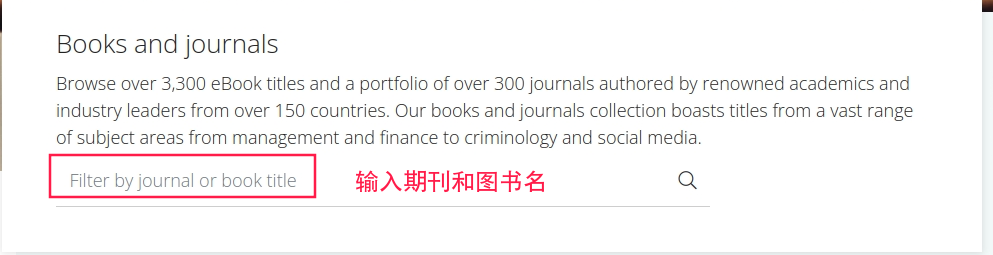 Books and journals
Browse over 3,300 eBook titles and a portfolio of over 300 journals authored by renowned academics and
industry leaders from over 150 countries. Our books and journals collection boasts titles from a vast range
of subject areas from management and finance to criminology and social media.
Filter by journal or book title 输入期刊和图书名